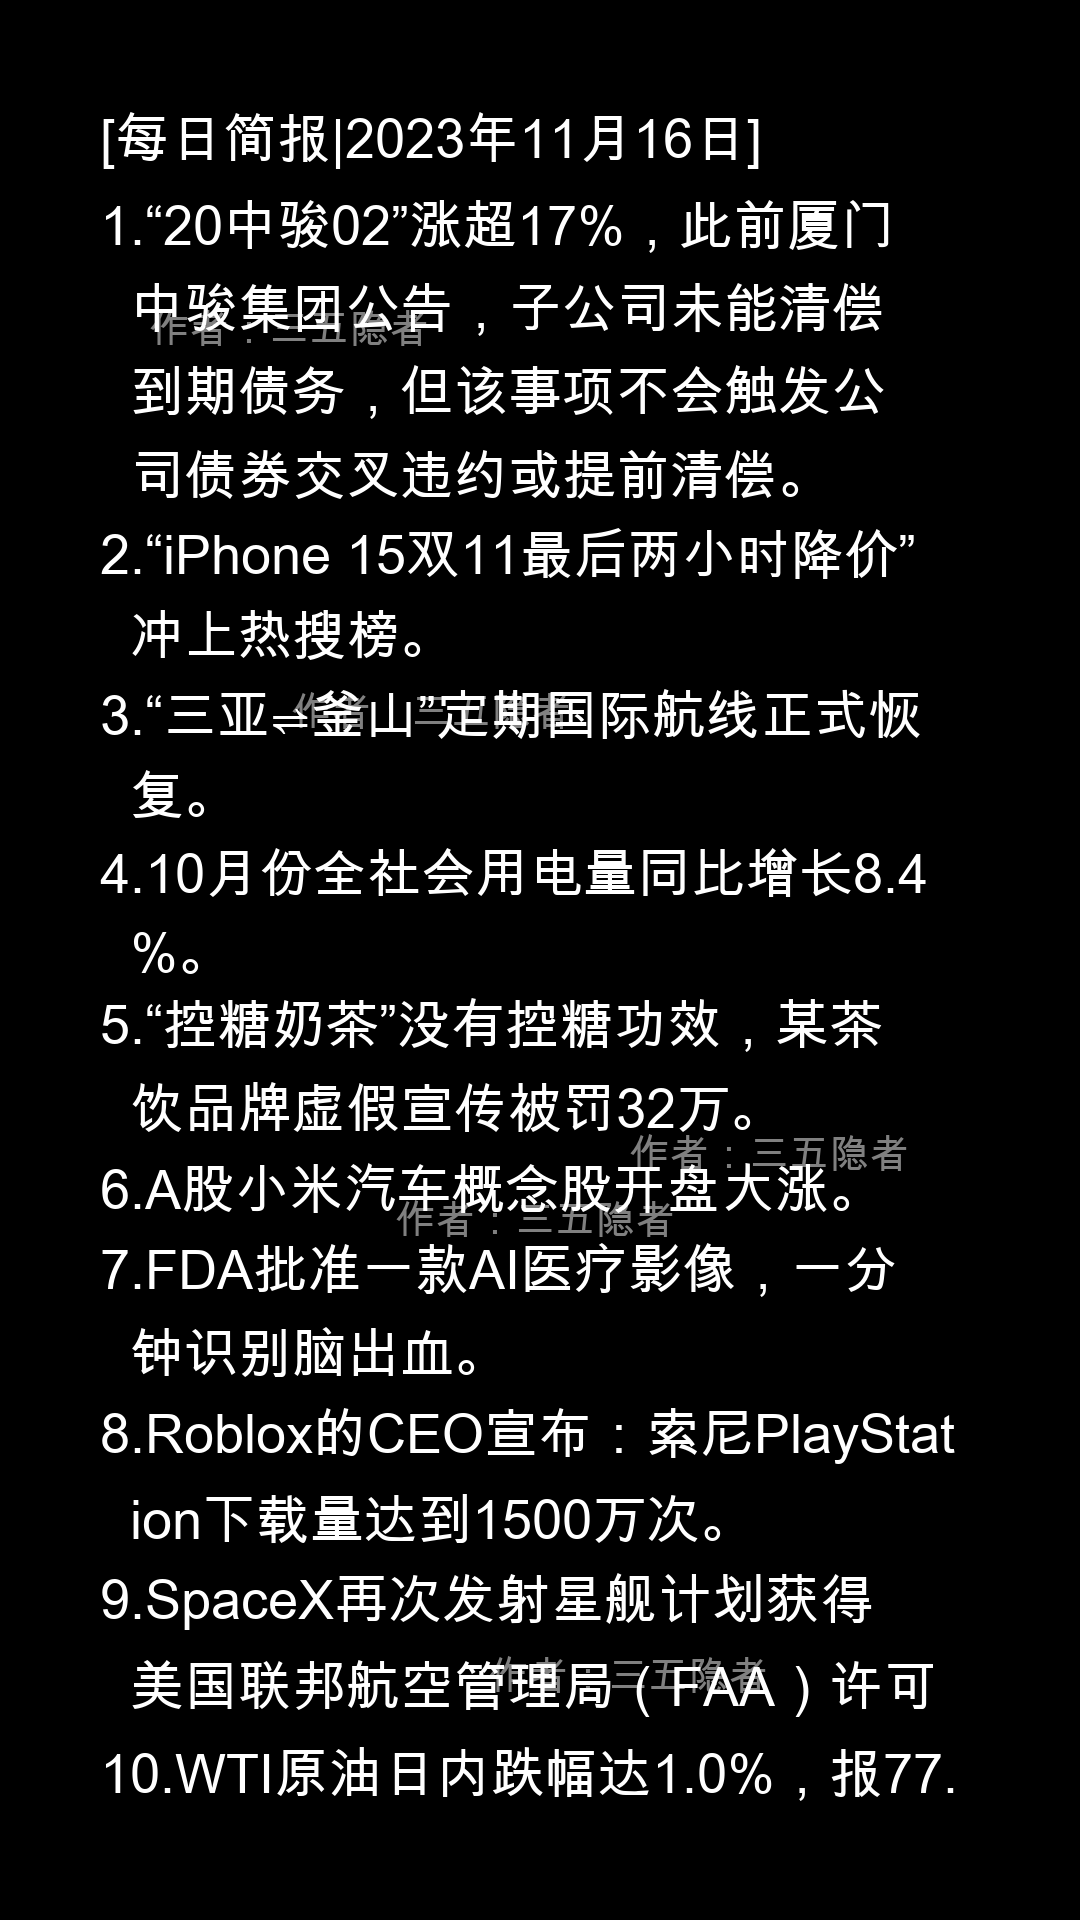 [每日简报|2023年11月16日]
1.“20中骏02”涨超17%，此前厦门
中骏集团公告，子公司未能清偿
作者：三五隐者
到期债务，但该事项不会触发公
司债券交叉违约或提前清偿。
2.“iPhone 15双11最后两小时降价”
冲上热搜榜。
3.“三亚⇌釜山”定期国际航线正式恢
作者：三五隐者
复。
4.10月份全社会用电量同比增长8.4
%。
5.“控糖奶茶”没有控糖功效，某茶
饮品牌虚假宣传被罚32万。
作者：三五隐者
6.A股小米汽车概念股开盘大涨。
作者：三五隐者
7.FDA批准一款AI医疗影像，一分
钟识别脑出血。
8.Roblox的CEO宣布：索尼PlayStat
ion下载量达到1500万次。
9.SpaceX再次发射星舰计划获得
美国联邦航空管理局（FAA）许可
作者：三五隐者
10.WTI原油日内跌幅达1.0%，报77.